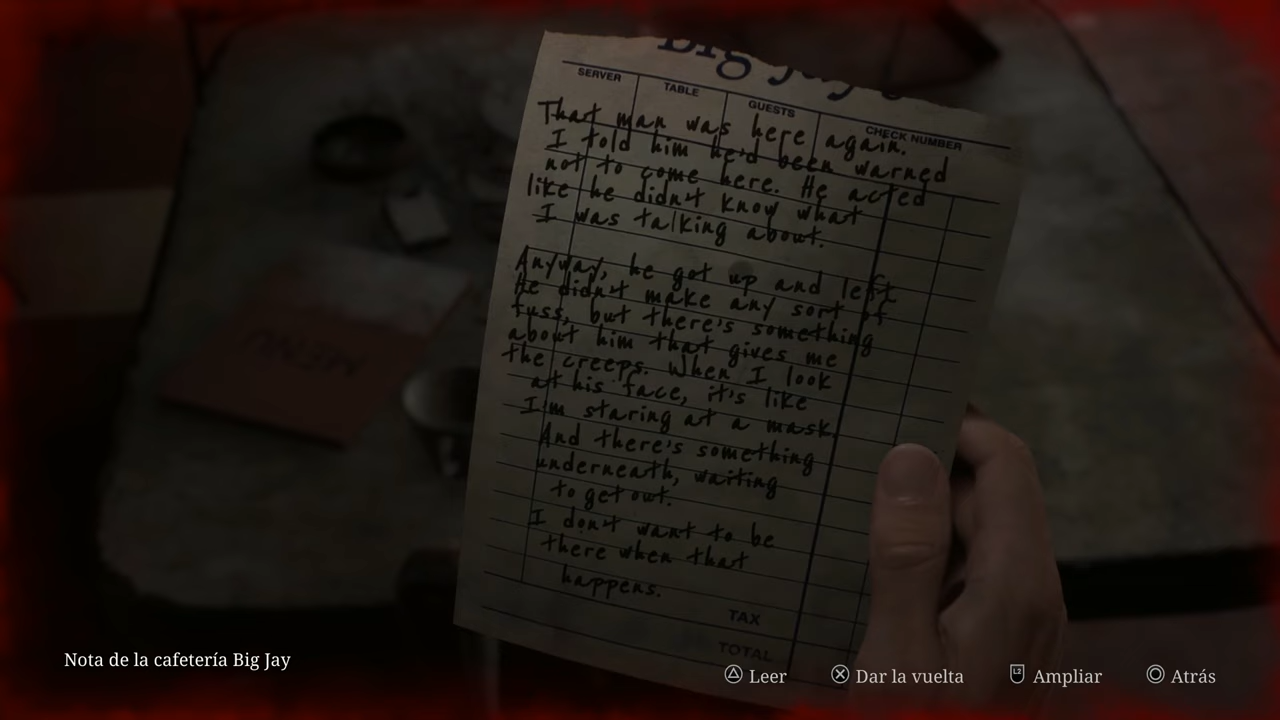 Big Jay's
SERVER
TABLE
GUESTS
CHECK NUMBER
That man was here again.
I told him he'd been warned
not to come here. He acted
like he didn't know what
I was talking about.
Anyway, he got up and left
He didn't make any sort of
fuss, but there's something
about him that gives me
the creeps. When I look
at his face, it's like
I'm staring at a mask.
And there's something
underneath, waiting
to get out.
I don't want to be
there when that
happens.
TAX
TOTAL
MENU
Nota de la cafetería Big Jay
Leer
Dar la vuelta
L2 Ampliar
Atrás